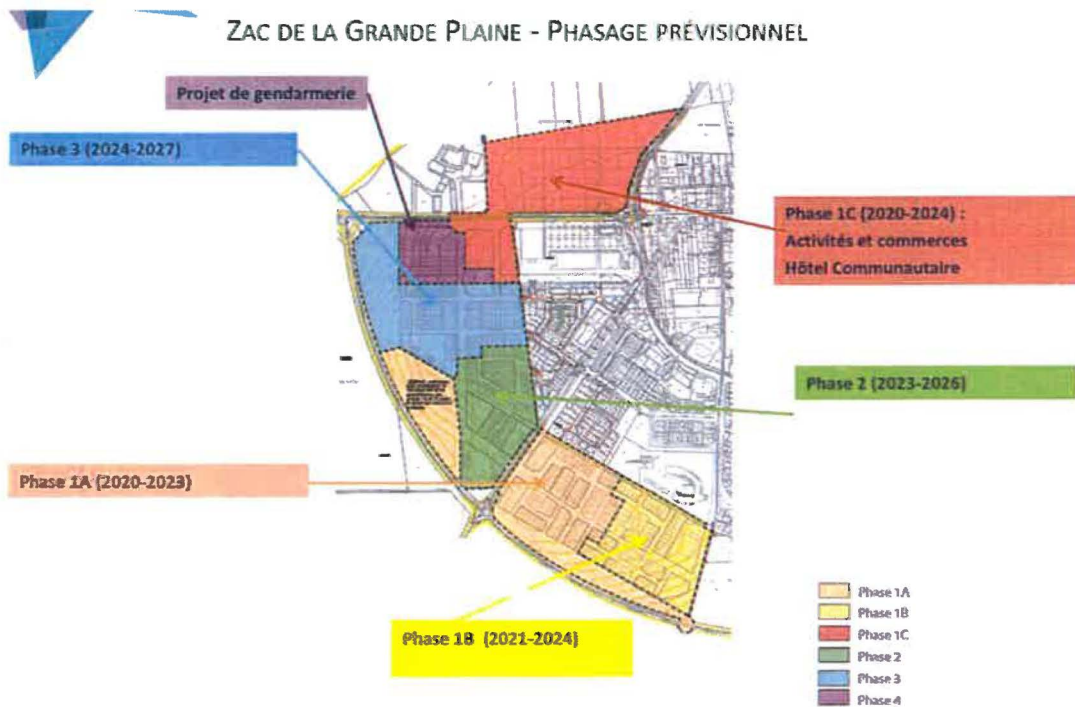 ZAC DE LA GRANDE PLAINE - PHASAGE PRÉVISIONNEL
Projet de gendarmerie
Phase 3 (2024-2027)
Phase 1C (2020-2024) :
Activités et commerces
Hôtel Communautaire
Phase 2 (2023-2026)
Phase 1A (2020-2023)
Phase 1B (2021-2024)
Phase 1A
Phase 1B
Phase 1C
Phase 2
Phase 3
Phase 4